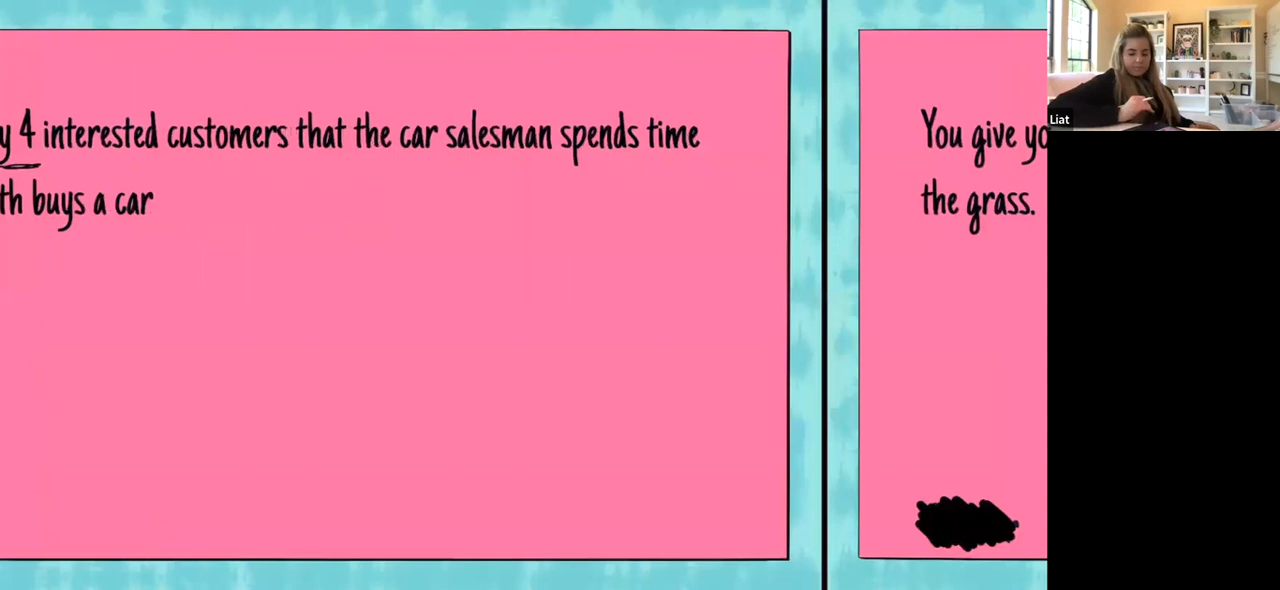 y 4 interested customers that the car salesman spends time
th buys a car
You give yo
the grass.
Liat